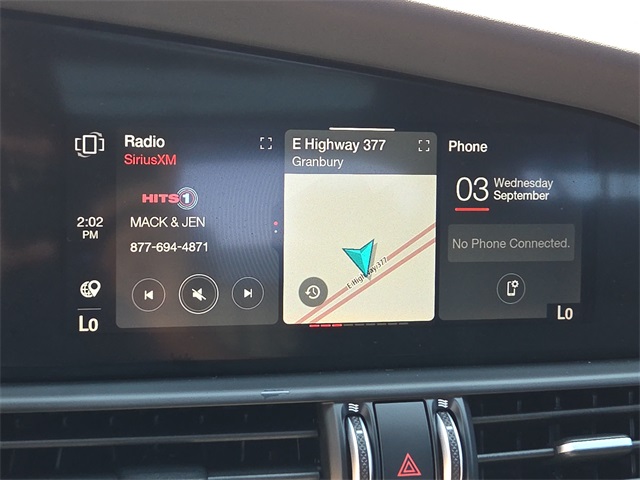 Radio
SiriusXM
HITS 1
MACK & JEN
877-694-4871
2:02
PM
Lo
E Highway 377
Granbury
E Highway 377
Phone
03
Wednesday
September
No Phone Connected.
Lo